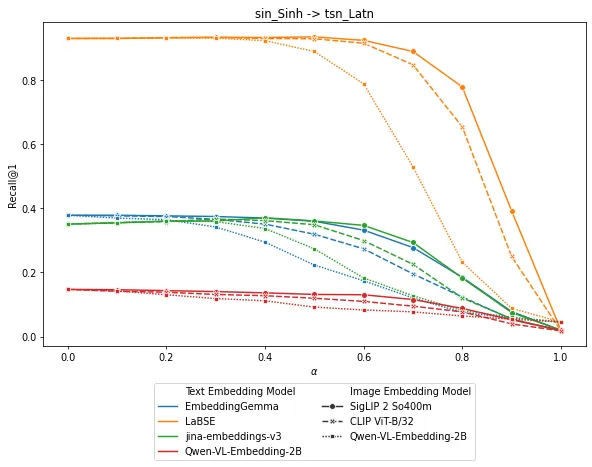 sin_Sinh -> tsn_Latn
Recall@1
0.8
0.6
0.4
0.2
0.0
0.0 0.2 0.4 0.6 0.8 1.0
α
Text Embedding Model
EmbeddingGemma
LaBSE
jina-embeddings-v3
Qwen-VL-Embedding-2B
Image Embedding Model
SigLIP 2 So400m
CLIP ViT-B/32
Qwen-VL-Embedding-2B